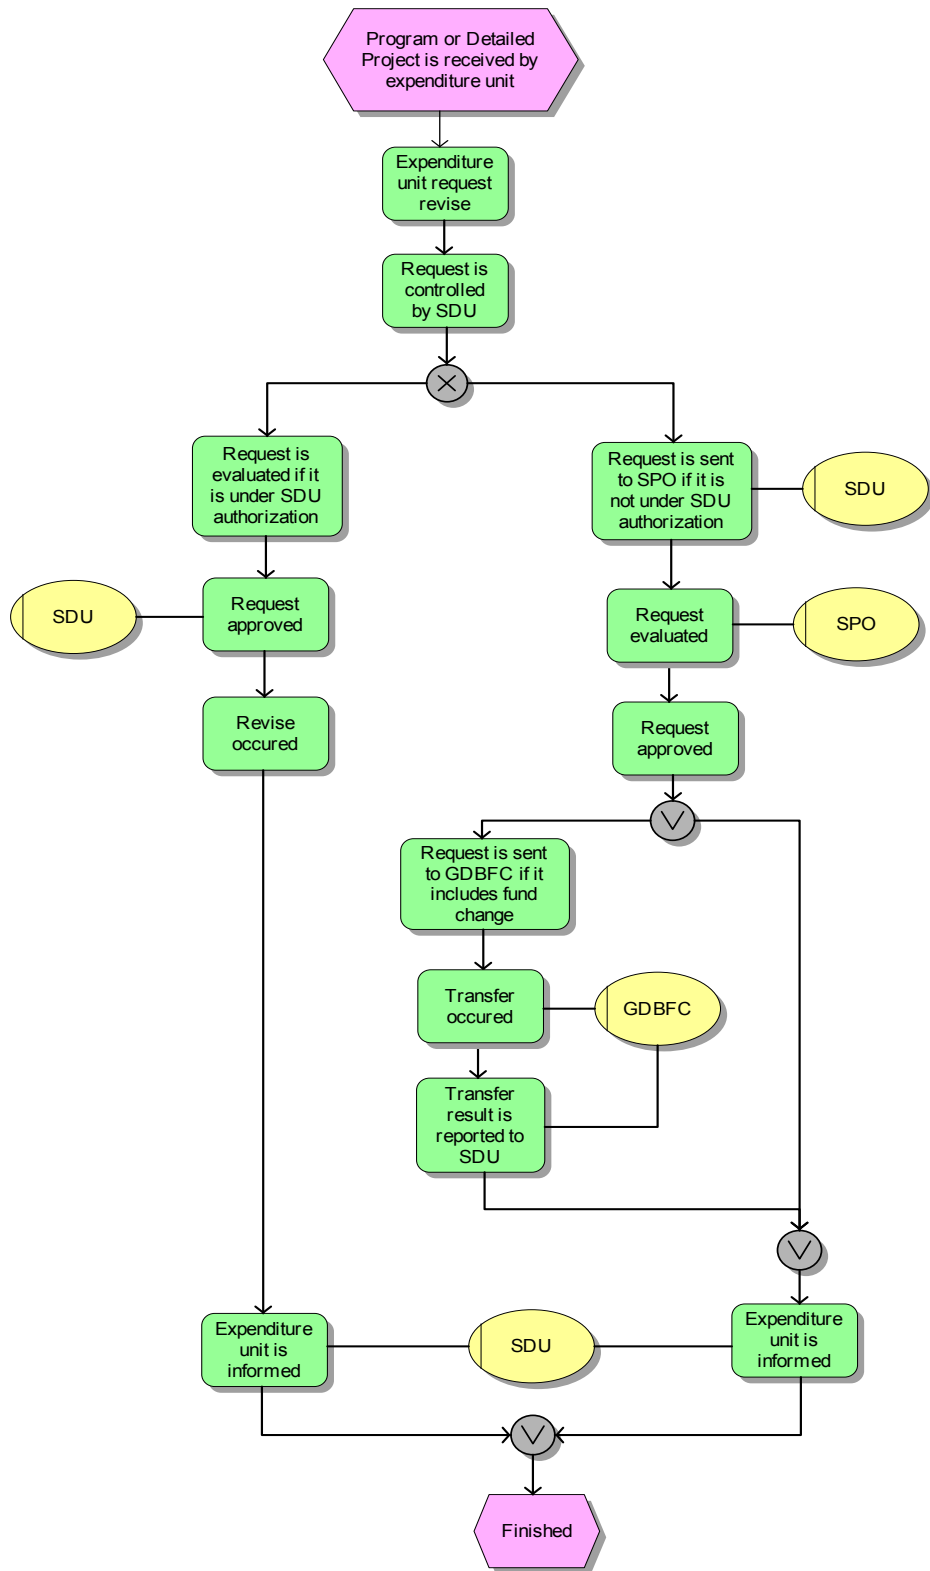 Program or Detailed
Project is received by
expenditure unit
Expenditure
unit request
revise
Request is
controlled
by SDU
Request is
evaluated if it
is under SDU
authorization
Request is sent
to SPO if it is
not under SDU
authorization
SDU
SDU
Request
approved
Request
evaluated
SPO
Revise
occured
Request
approved
Request is sent
to GDBFC if it
includes fund
change
Transfer
occured
GDBFC
Transfer
result is
reported to
SDU
Expenditure
unit is
informed
SDU
Expenditure
unit is
informed
Finished